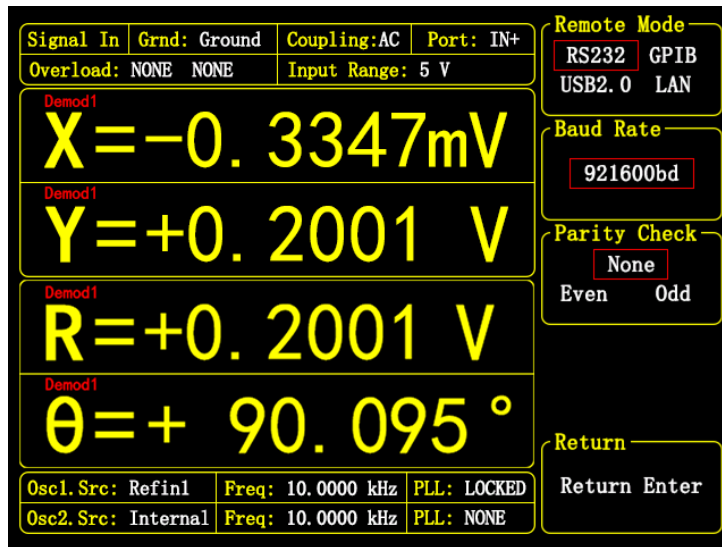 Signal In Grnd: Ground Coupling:AC Port: IN+
Overload: NONE NONE Input Range: 5 V
Demod1
X=-0.3347mV
Demod1
Y=+0.2001 V
Demod1
R=+0.2001 V
Demod1
θ=+ 90.095°
Osc1.Src: Refin1 Freq: 10.0000 kHz PLL: LOCKED
Osc2.Src: Internal Freq: 10.0000 kHz PLL: NONE
Remote Mode
RS232 GPIB
USB2.0 LAN
Baud Rate
921600bd
Parity Check
None
Even Odd
Return
Return Enter